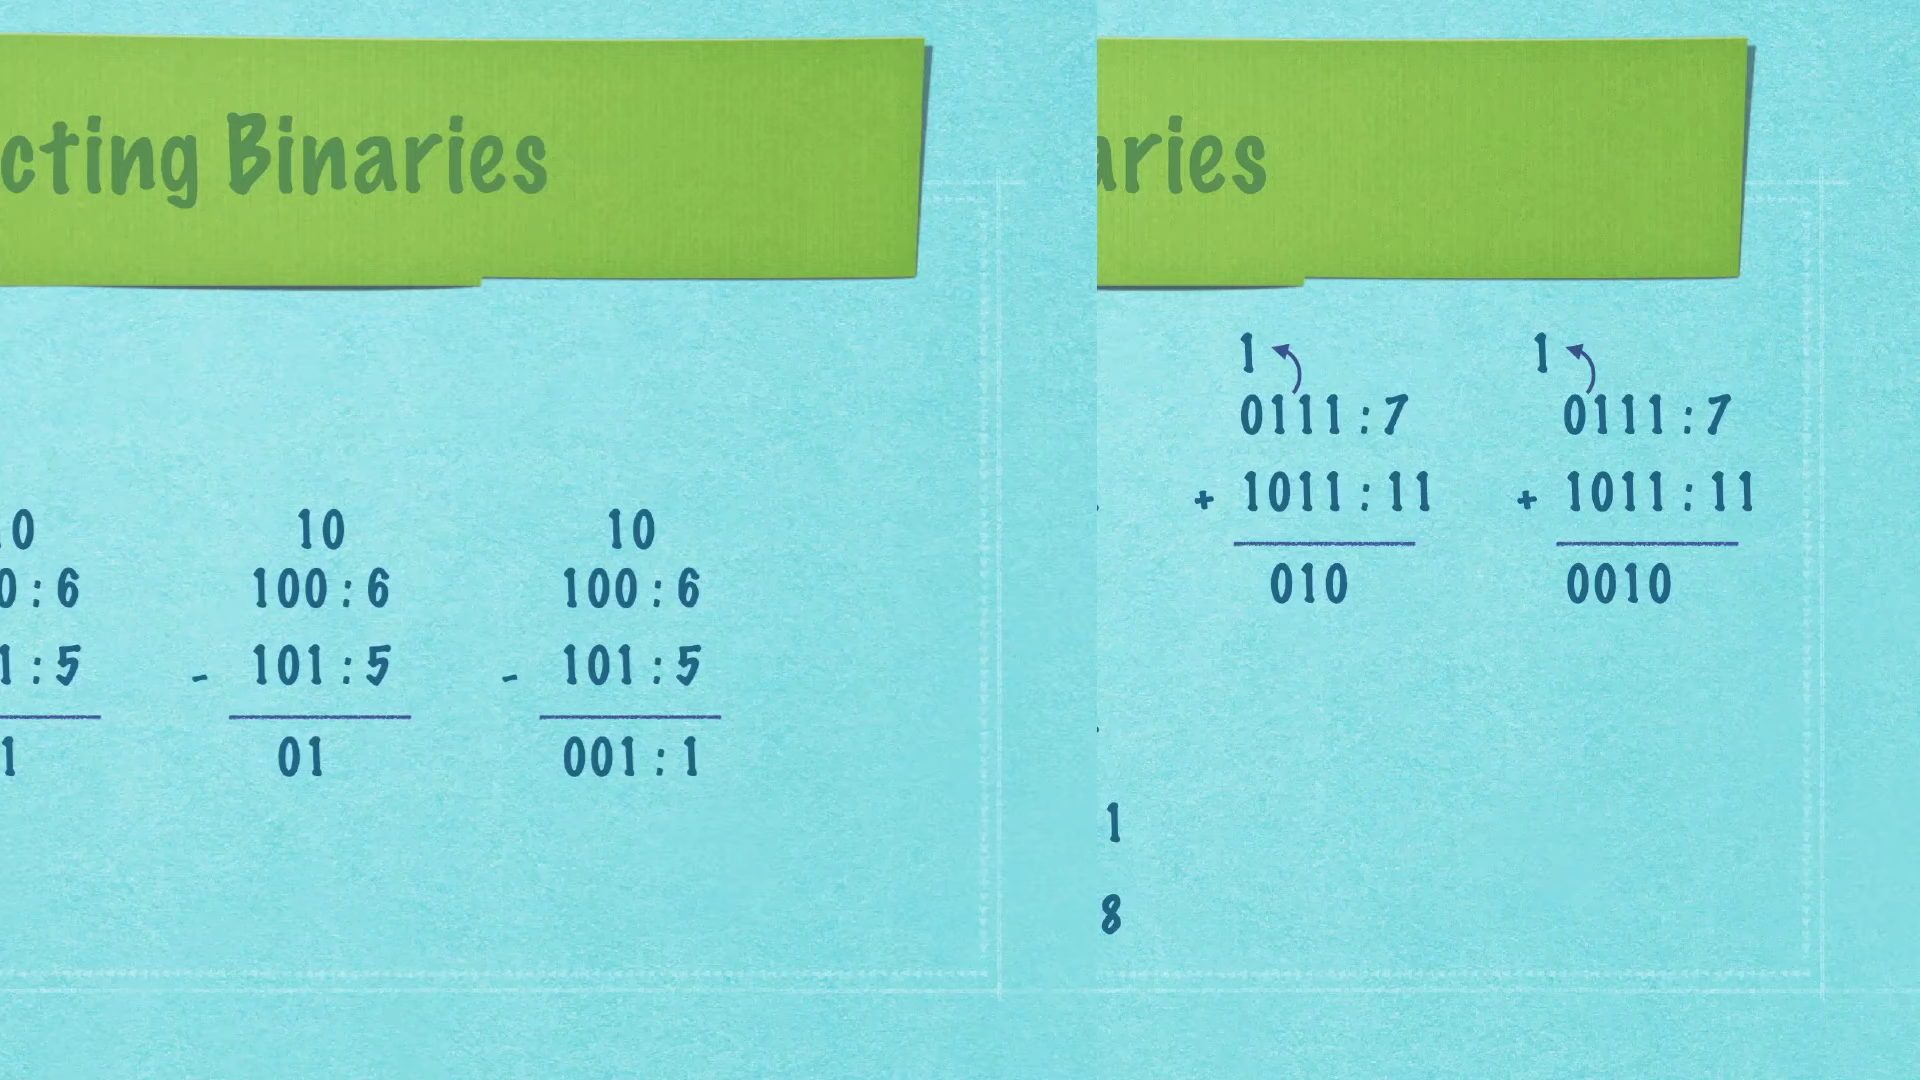 cting Binaries
10
10
0 : 6
100 : 6
100 : 6
1 : 5
- 101 : 5
- 101 : 5
1
01
001 : 1
aries
1
1
0111 : 7
0111 : 7
+ 1011 : 11
+ 1011 : 11
010
0010
1
8